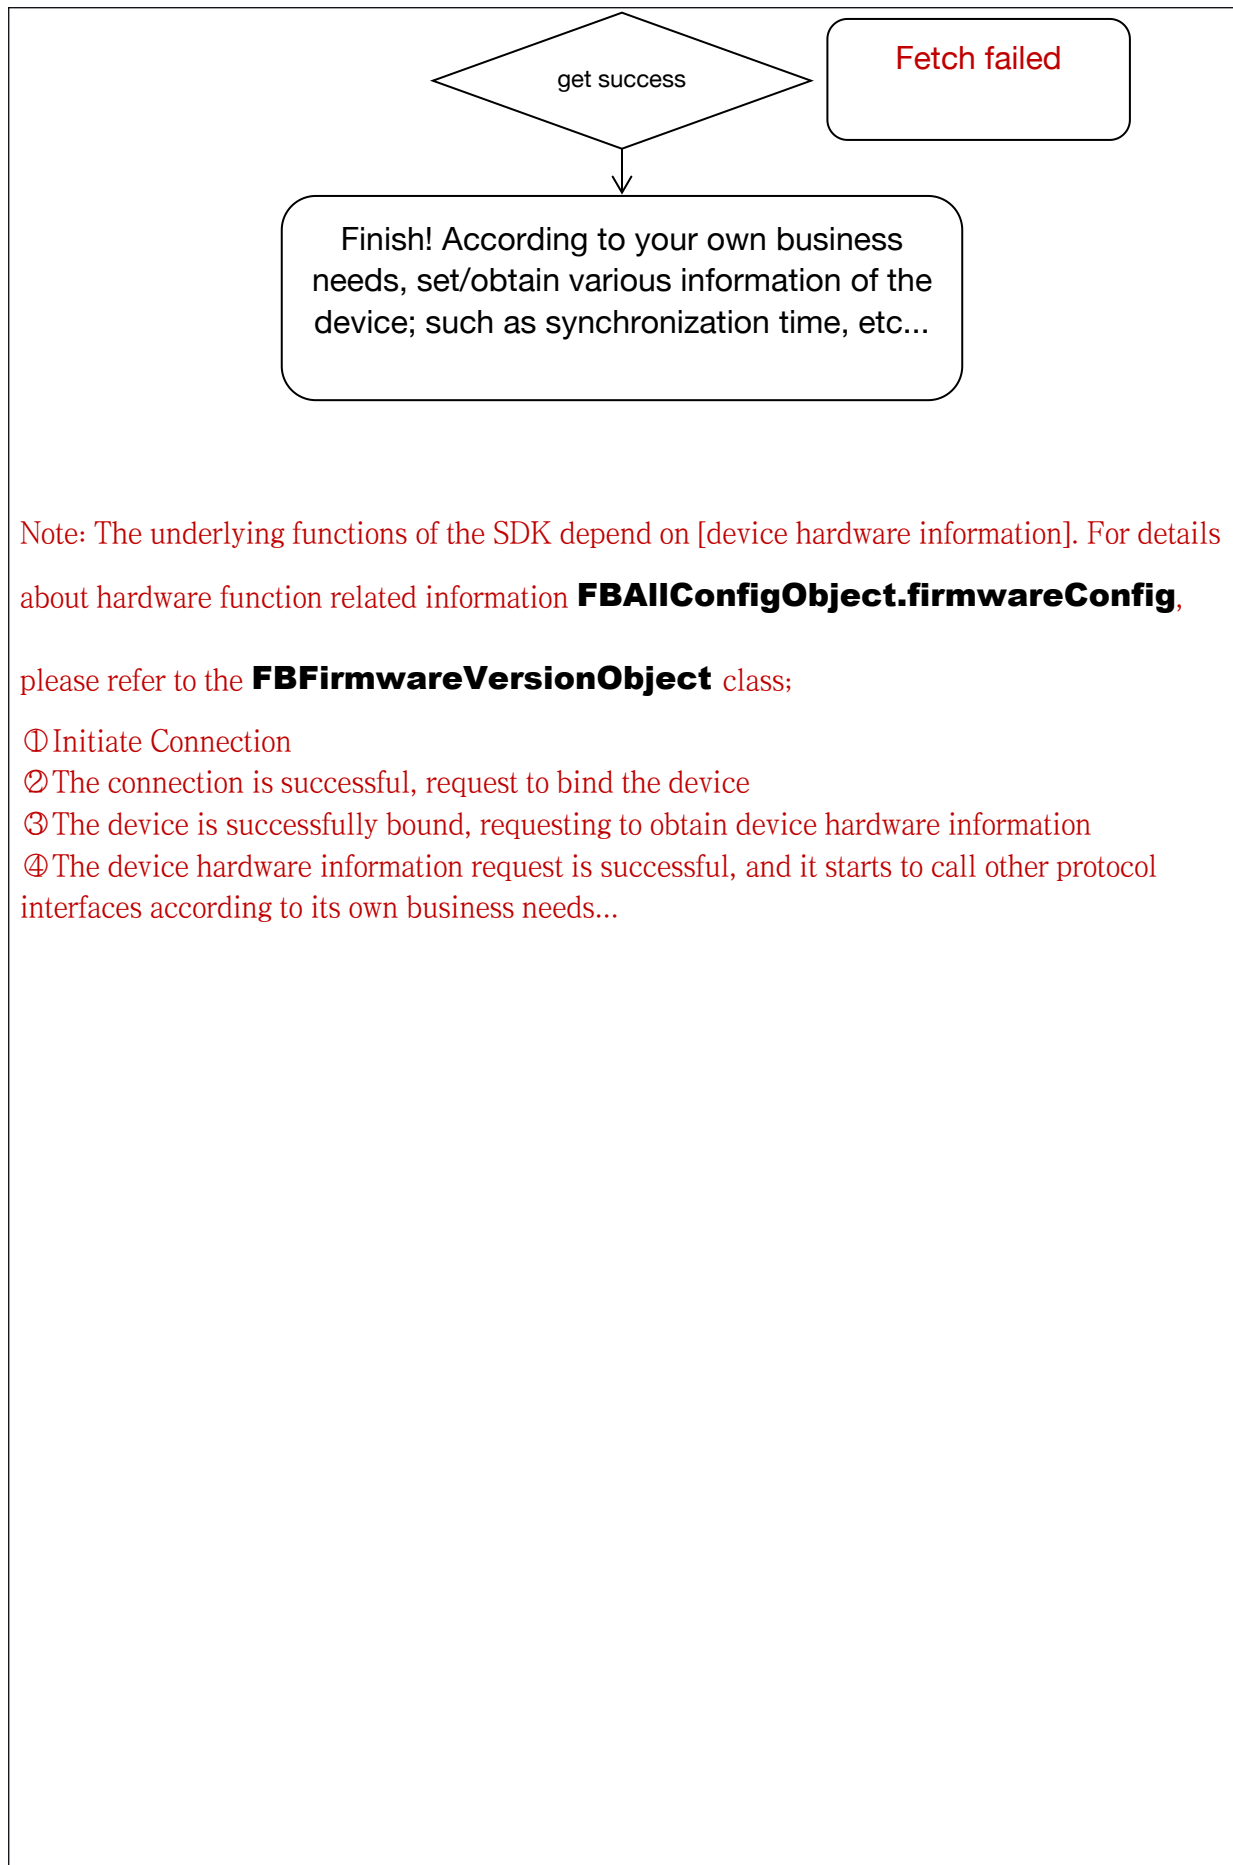 get success
Fetch failed
Finish! According to your own business
needs, set/obtain various information of the
device; such as synchronization time, etc...
Note: The underlying functions of the SDK depend on [device hardware information]. For details
about hardware function related information FBAllConfigObject.firmwareConfig,
please refer to the FBFirmwareVersionObject class;
①Initiate Connection
②The connection is successful, request to bind the device
③The device is successfully bound, requesting to obtain device hardware information
④The device hardware information request is successful, and it starts to call other protocol
interfaces according to its own business needs...